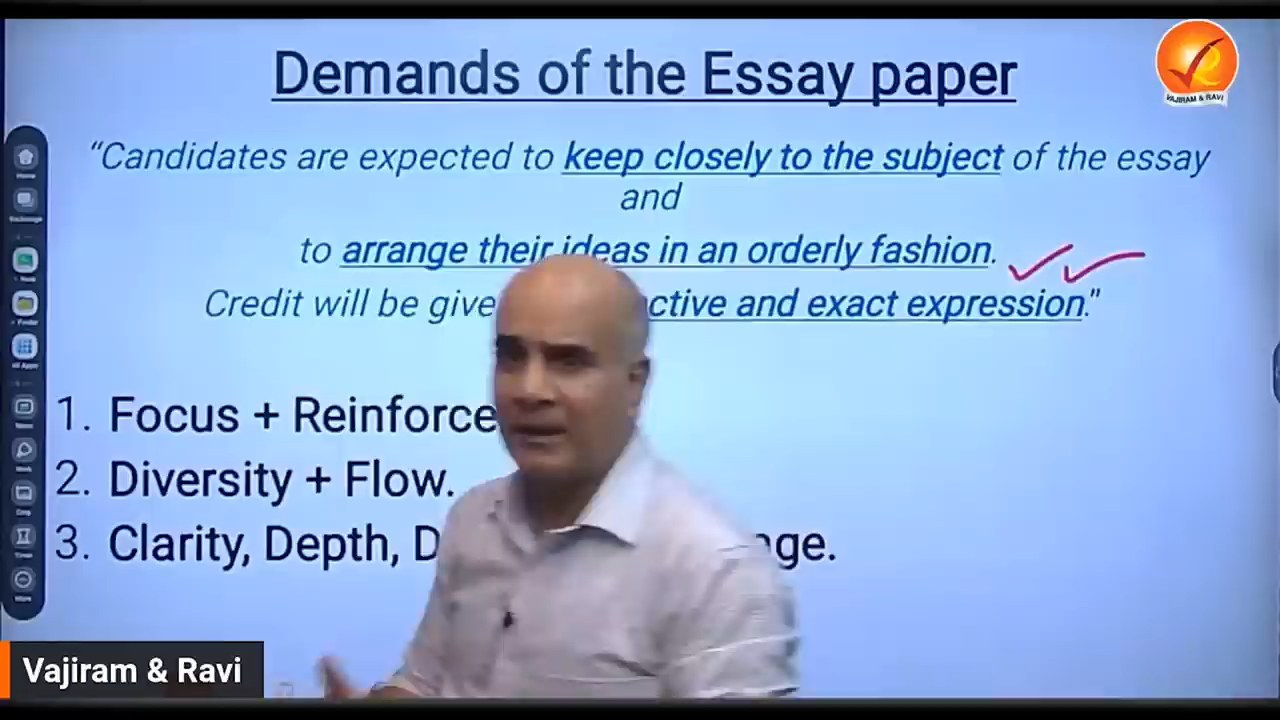 Demands of the Essay paper
VAJIRAM & RAVI
“Candidates are expected to keep closely to the subject of the essay
and
to arrange their ideas in an orderly fashion.
Credit will be give ctive and exact expression.”
1. Focus + Reinforce
2. Diversity + Flow.
3. Clarity, Depth, D ge.
Home
More
Vajiram & Ravi